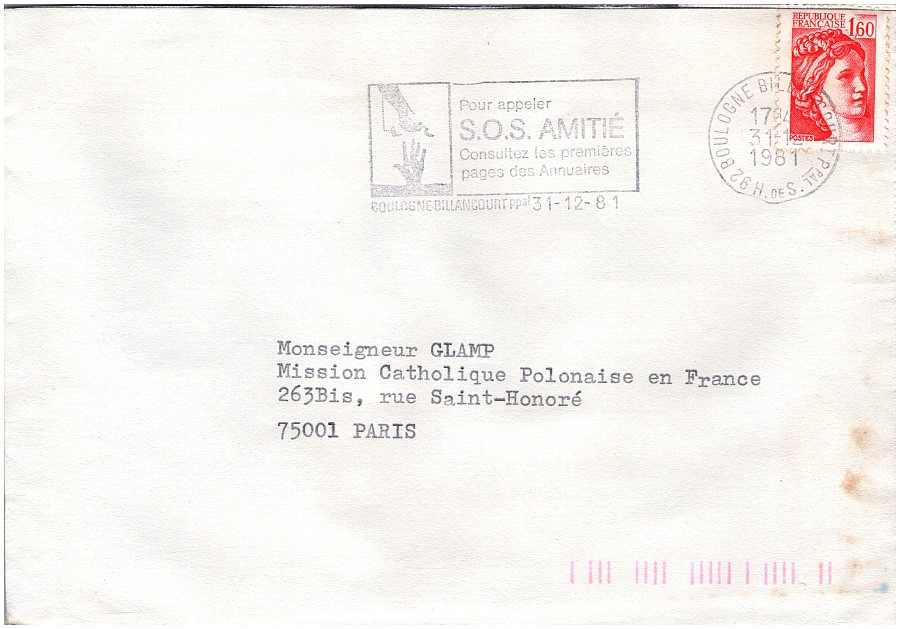 REPUBLIQUE
FRANÇAISE 1,60
POSTES
Pour appeler
S.O.S. AMITIÉ
Consultez les premières
pages des Annuaires
BOULOGNE-BILLANCOURT ppal 31-12-81
92 BOULOGNE BILLANCOURT PPAL
31-12
1981
H. DE S.
Monseigneur GLAMP
Mission Catholique Polonaise en France
263Bis, rue Saint-Honoré
75001 PARIS